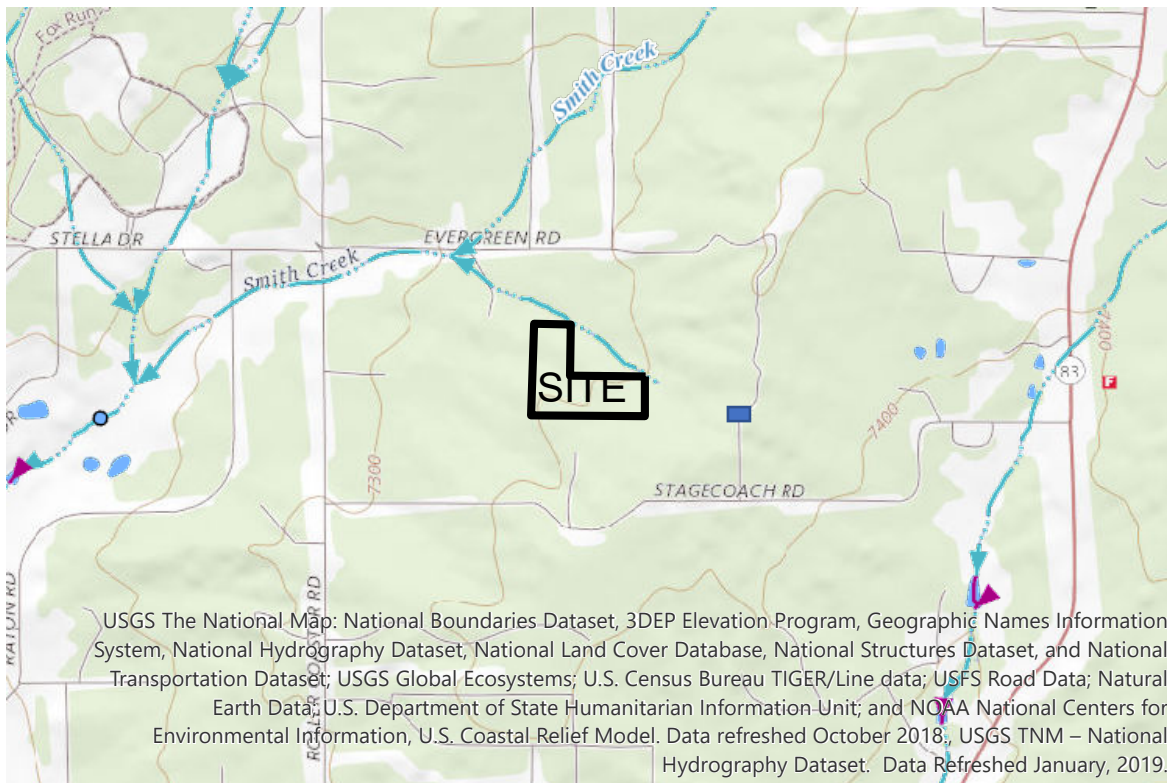 Fox Run
Smith Creek
STELLA DR
EVERGREEN RD
Smith Creek
7400
83
F
SITE
7400
7300
STAGECOACH RD
RATON RD
ROLLER COASTER RD
USGS The National Map: National Boundaries Dataset, 3DEP Elevation Program, Geographic Names Information
System, National Hydrography Dataset, National Land Cover Database, National Structures Dataset, and National
Transportation Dataset; USGS Global Ecosystems; U.S. Census Bureau TIGER/Line data; USFS Road Data; Natural
Earth Data; U.S. Department of State Humanitarian Information Unit; and NOAA National Centers for
Environmental Information, U.S. Coastal Relief Model. Data refreshed October 2018., USGS TNM – National
Hydrography Dataset. Data Refreshed January, 2019.